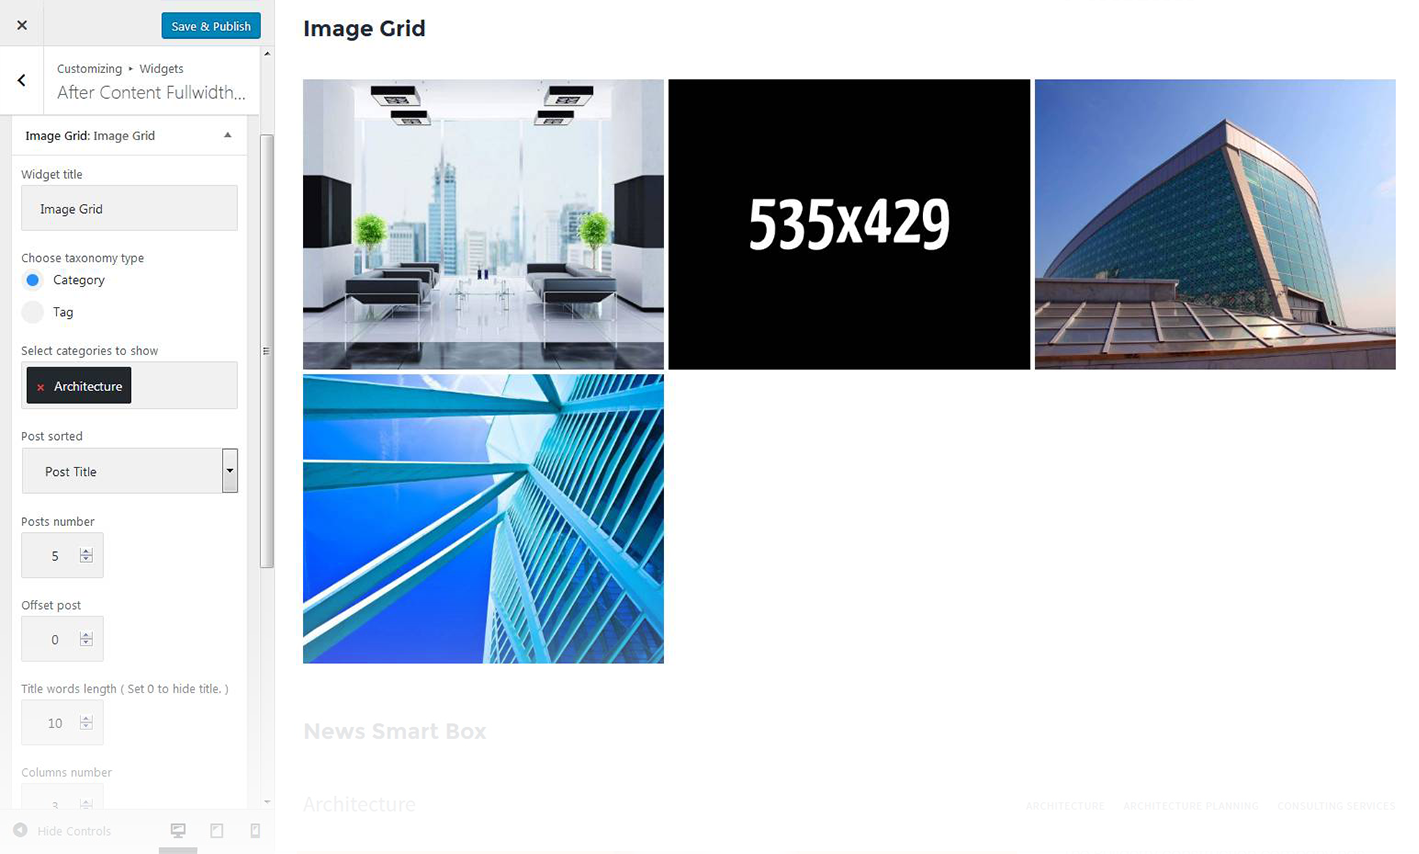 Save & Publish
Customizing ▸ Widgets
After Content Fullwidth...
Image Grid: Image Grid
Widget title
Image Grid
Choose taxonomy type
Category
Tag
Select categories to show
× Architecture
Post sorted
Post Title
Posts number
5
Offset post
0
Title words length ( Set 0 to hide title. )
10
Columns number
3
Hide Controls
Image Grid
535x429
News Smart Box
Architecture
ARCHITECTURE ARCHITECTURE PLANNING CONSULTING SERVICES